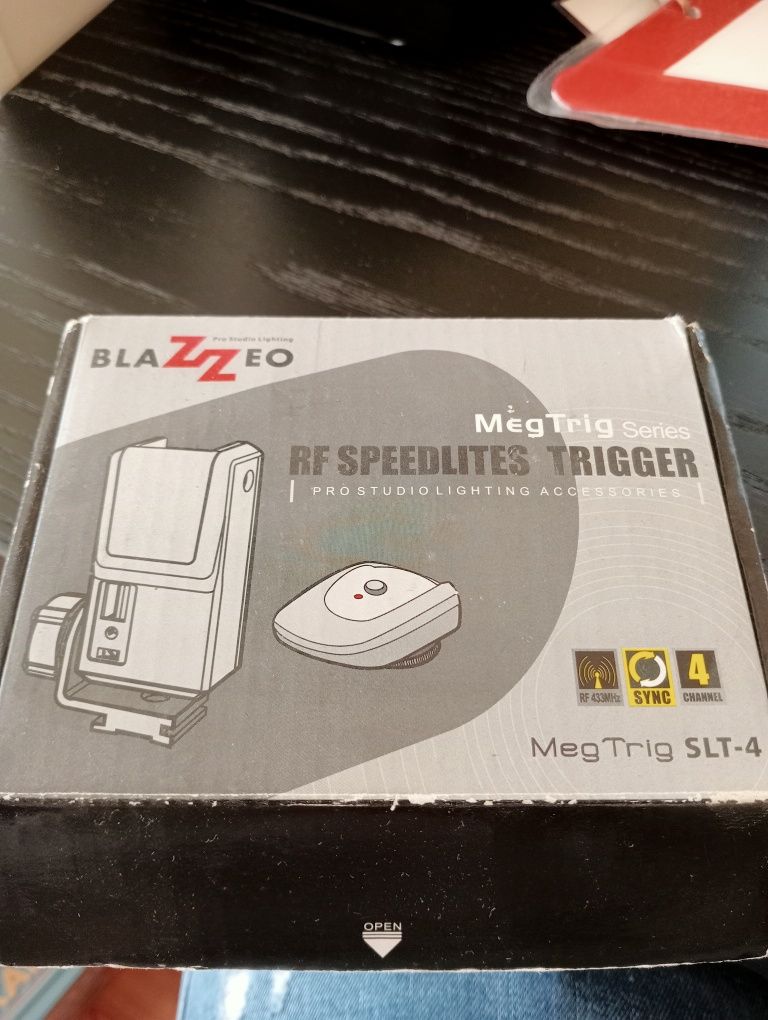 Pro Studio Lighting
BLAZZEO
MegTrig Series
RF SPEEDLITES TRIGGER
PRO STUDIO LIGHTING ACCESSORIES
4
RF 433MHz
SYNC
CHANNEL
MegTrig SLT-4
OPEN